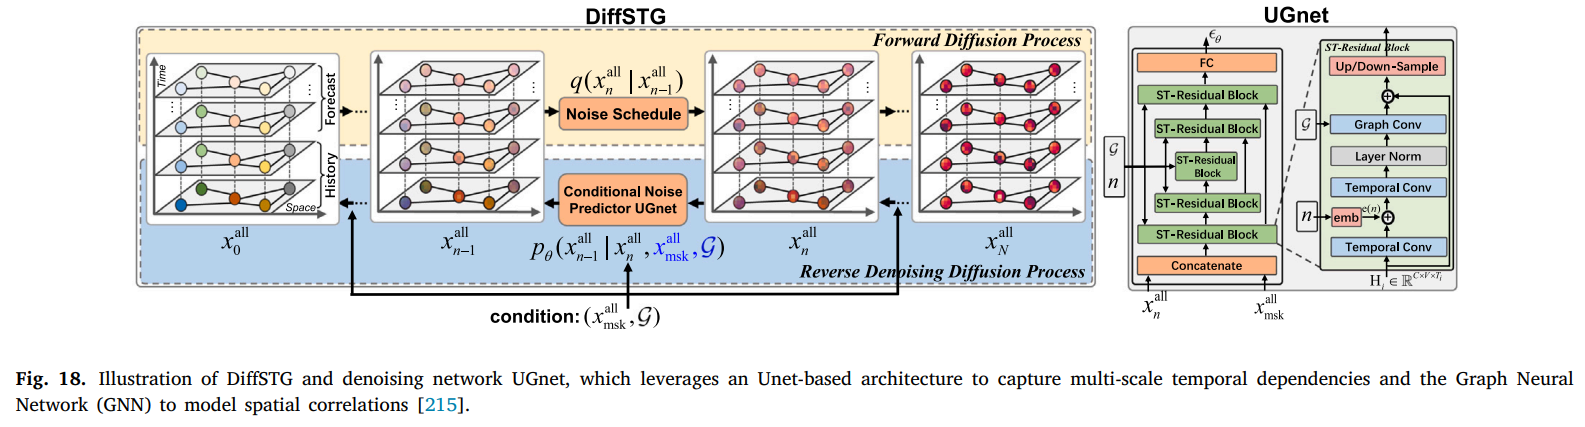 DiffSTG
UGnet
Forward Diffusion Process
Time
Forecast
History
Space
q(x_n^all | x_{n-1}^all)
Noise Schedule
Conditional Noise
Predictor UGnet
x_0^all
x_{n-1}^all
p_θ(x_{n-1}^all | x_n^all, x_msk^all, 𝒢)
x_n^all
x_N^all
Reverse Denoising Diffusion Process
condition: (x_msk^all, 𝒢)
ϵ_θ
FC
ST-Residual Block
ST-Residual Block
ST-Residual
Block
ST-Residual Block
ST-Residual Block
Concatenate
𝒢
n
x_n^all
x_msk^all
ST-Residual Block
Up/Down-Sample
𝒢
Graph Conv
Layer Norm
Temporal Conv
n
emb
e(n)
Temporal Conv
H_i ∈ ℝ^{C×V×T_i}
Fig. 18. Illustration of DiffSTG and denoising network UGnet, which leverages an Unet-based architecture to capture multi-scale temporal dependencies and the Graph Neural
Network (GNN) to model spatial correlations [215].